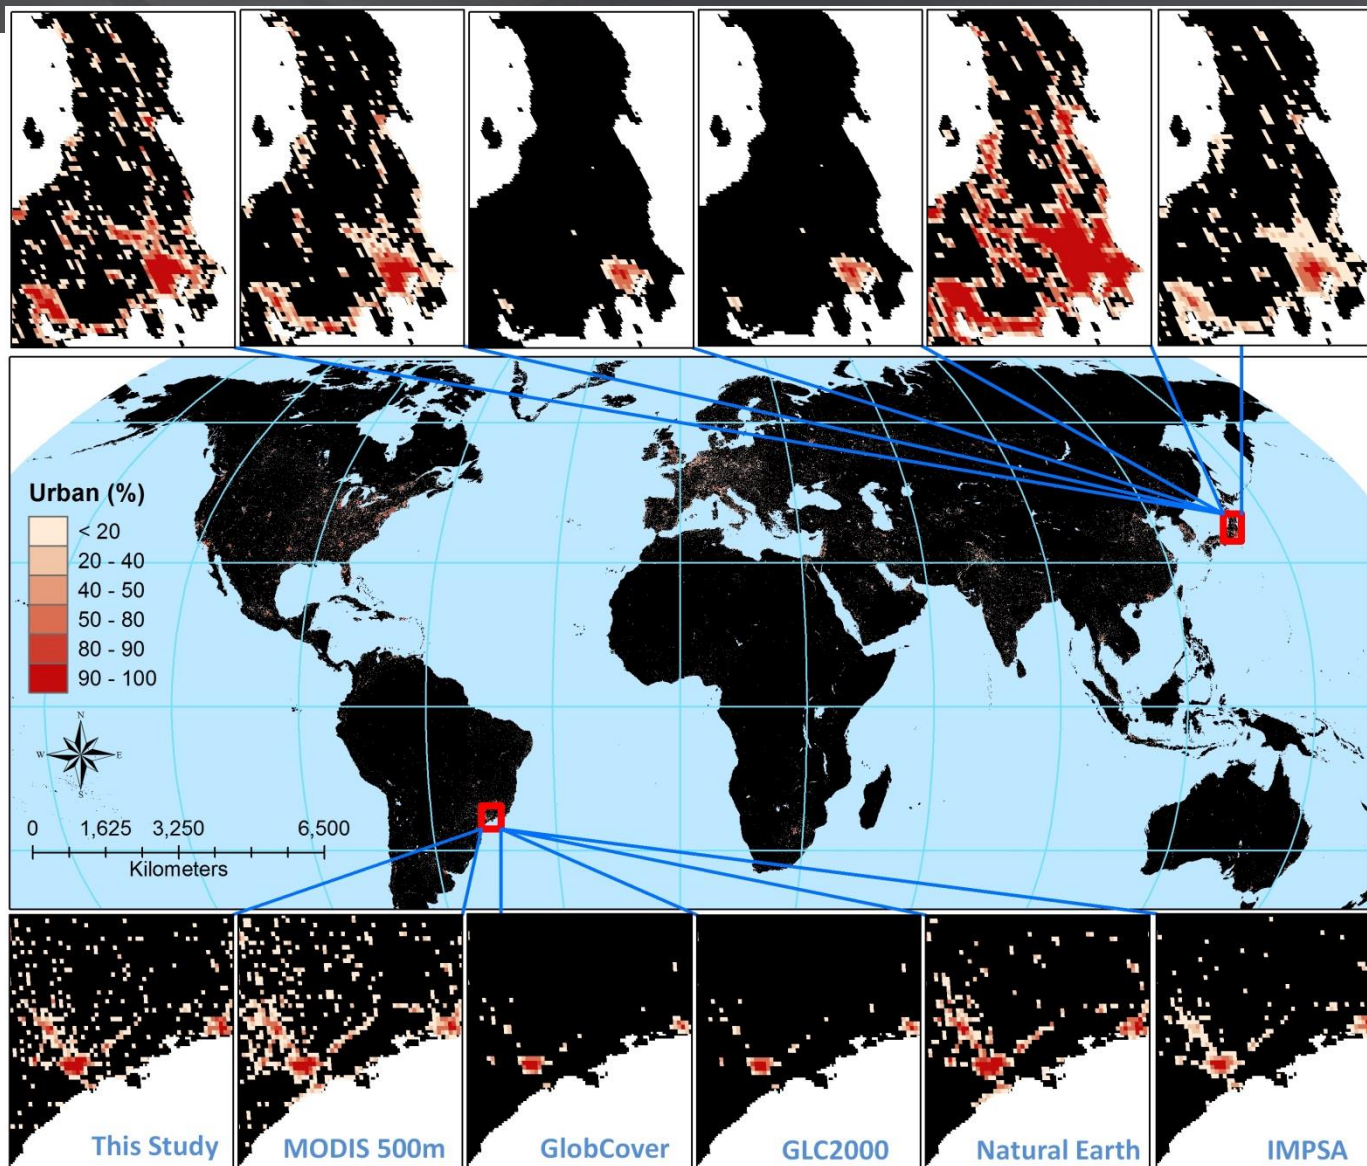 Urban (%)
< 20
20 - 40
40 - 50
50 - 80
80 - 90
90 - 100
N
W E
S
0 1,625 3,250 6,500
Kilometers
This Study MODIS 500m GlobCover GLC2000 Natural Earth IMPSA